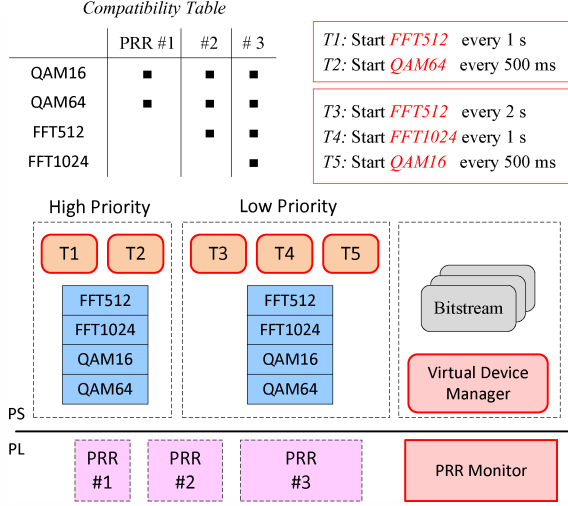 Compatibility Table
PRR #1 #2 # 3
QAM16 ■ ■ ■
QAM64 ■ ■ ■
FFT512 ■ ■
FFT1024 ■
T1: Start FFT512 every 1 s
T2: Start QAM64 every 500 ms
T3: Start FFT512 every 2 s
T4: Start FFT1024 every 1 s
T5: Start QAM16 every 500 ms
High Priority
T1 T2
FFT512
FFT1024
QAM16
QAM64
Low Priority
T3 T4 T5
FFT512
FFT1024
QAM16
QAM64
Bitstream
Virtual Device
Manager
PS
PL
PRR
#1
PRR
#2
PRR
#3
PRR Monitor